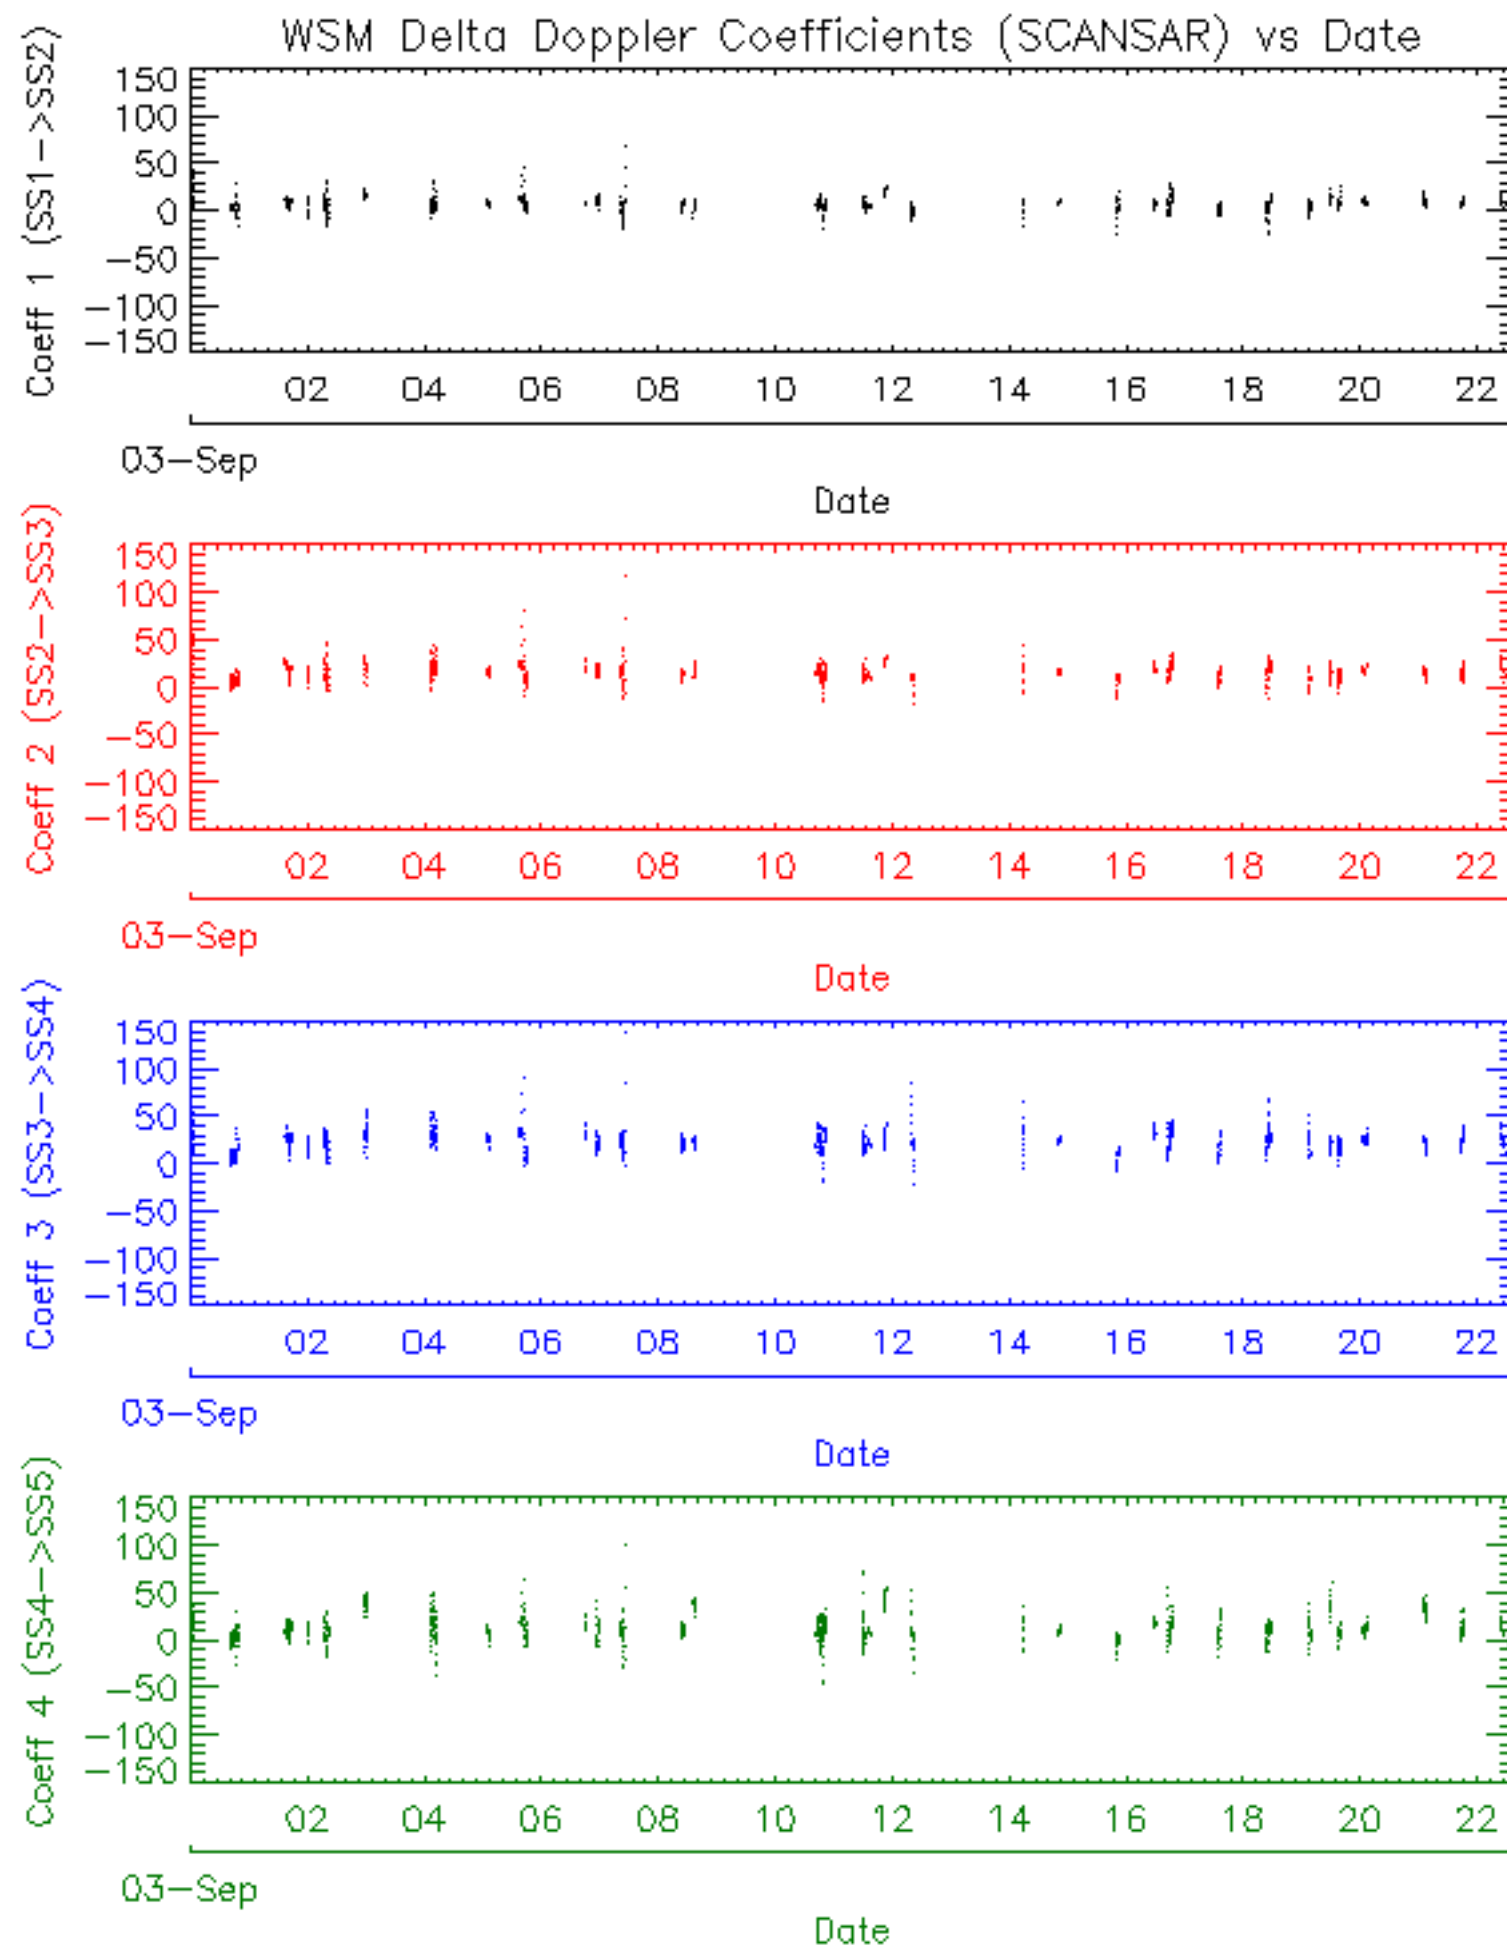 WSM Delta Doppler Coefficients (SCANSAR) vs Date
Coeff 1 (SS1->SS2)
150
100
50
0
-50
-100
-150
02 04 06 08 10 12 14 16 18 20 22
03-Sep
Date
Coeff 2 (SS2->SS3)
150
100
50
0
-50
-100
-150
02 04 06 08 10 12 14 16 18 20 22
03-Sep
Date
Coeff 3 (SS3->SS4)
150
100
50
0
-50
-100
-150
02 04 06 08 10 12 14 16 18 20 22
03-Sep
Date
Coeff 4 (SS4->SS5)
150
100
50
0
-50
-100
-150
02 04 06 08 10 12 14 16 18 20 22
03-Sep
Date